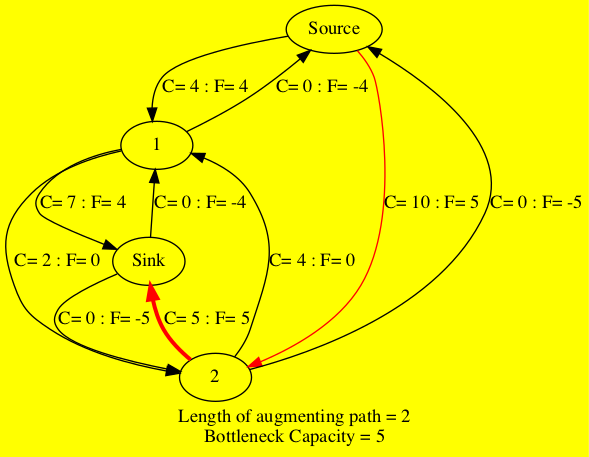 Source
C= 4 : F= 4
C= 0 : F= -4
1
C= 7 : F= 4
C= 0 : F= -4
C= 10 : F= 5
C= 0 : F= -5
C= 2 : F= 0
Sink
C= 4 : F= 0
C= 0 : F= -5
C= 5 : F= 5
2
Length of augmenting path = 2
Bottleneck Capacity = 5